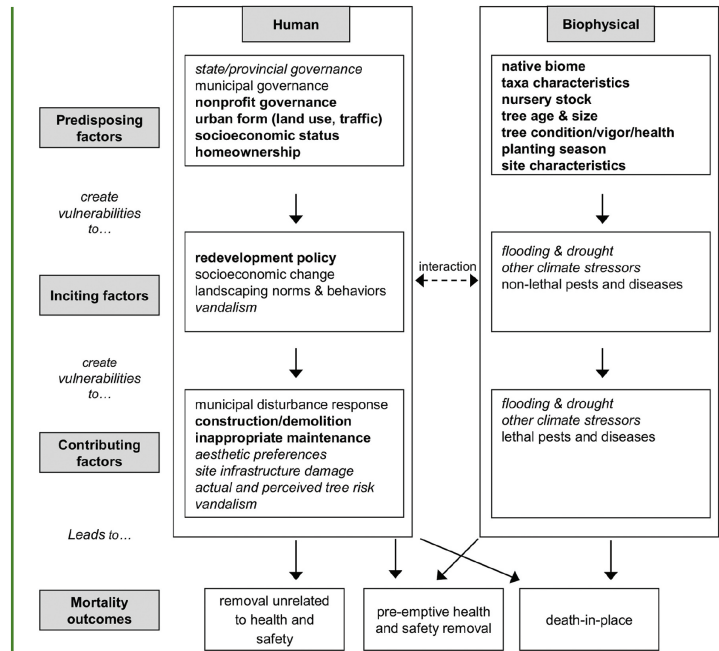 Human
Biophysical
Predisposing
factors
state/provincial governance
municipal governance
nonprofit governance
urban form (land use, traffic)
socioeconomic status
homeownership
native biome
taxa characteristics
nursery stock
tree age & size
tree condition/vigor/health
planting season
site characteristics
create
vulnerabilities
to…
Inciting factors
redevelopment policy
socioeconomic change
landscaping norms & behaviors
vandalism
interaction
flooding & drought
other climate stressors
non-lethal pests and diseases
create
vulnerabilities
to…
Contributing
factors
municipal disturbance response
construction/demolition
inappropriate maintenance
aesthetic preferences
site infrastructure damage
actual and perceived tree risk
vandalism
flooding & drought
other climate stressors
lethal pests and diseases
Leads to…
Mortality
outcomes
removal unrelated
to health and
safety
pre-emptive health
and safety removal
death-in-place